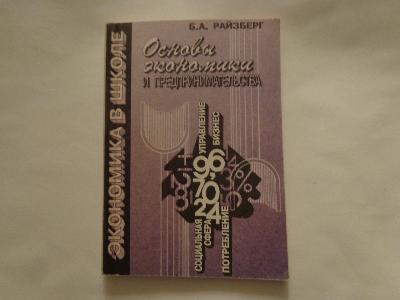 Б.А. РАЙЗБЕРГ
Основы
экономики
И ПРЕДПРИНИМАТЕЛЬСТВА
ЭКОНОМИКА В ШКОЛЕ
УПРАВЛЕНИЕ
БИЗНЕС
СОЦИАЛЬНАЯ
СФЕРА
ПОТРЕБЛЕНИЕ